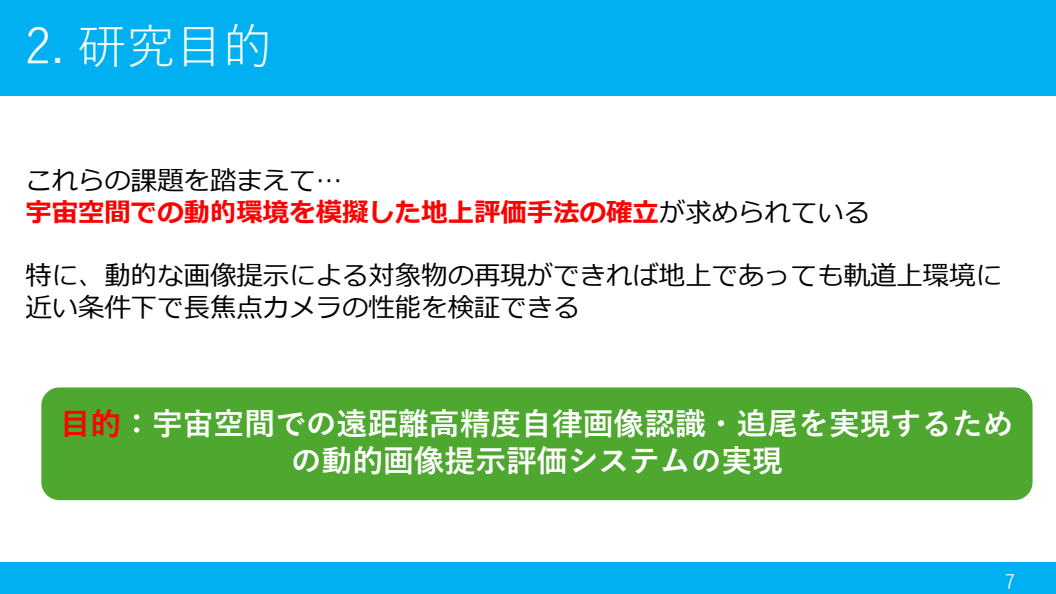 2. 研究目的
これらの課題を踏まえて…
宇宙空間での動的環境を模擬した地上評価手法の確立が求められている
特に、動的な画像提示による対象物の再現ができれば地上であっても軌道上環境に
近い条件下で長焦点カメラの性能を検証できる
目的：宇宙空間での遠距離高精度自律画像認識・追尾を実現するため
の動的画像提示評価システムの実現
7